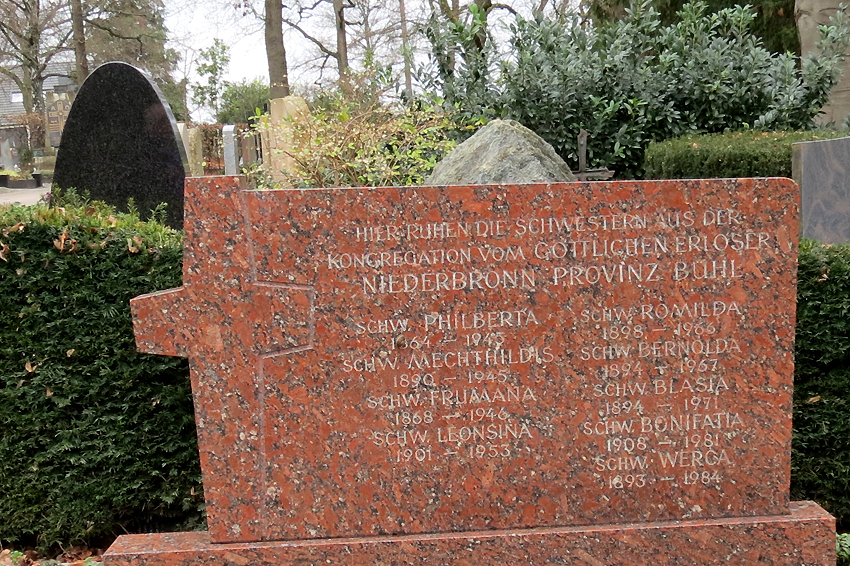 HIER RUHEN DIE SCHWESTERN AUS DER
KONGREGATION VOM GÖTTLICHEN ERLÖSER
NIEDERBRONN PROVINZ BÜHL
SCHW. PHILBERTA
1864 – 1945
SCHW. MECHTHILDIS
1890 – 1945
SCHW. FRUMANA
1868 – 1946
SCHW. LEONSINA
1901 – 1953
SCHW. ROMILDA
1898 – 1966
SCHW. BERNOLDA
1894 – 1967
SCHW. BLASIA
1894 – 1971
SCHW. BONIFATIA
1908 – 1981
SCHW. WERGA
1893 – 1984